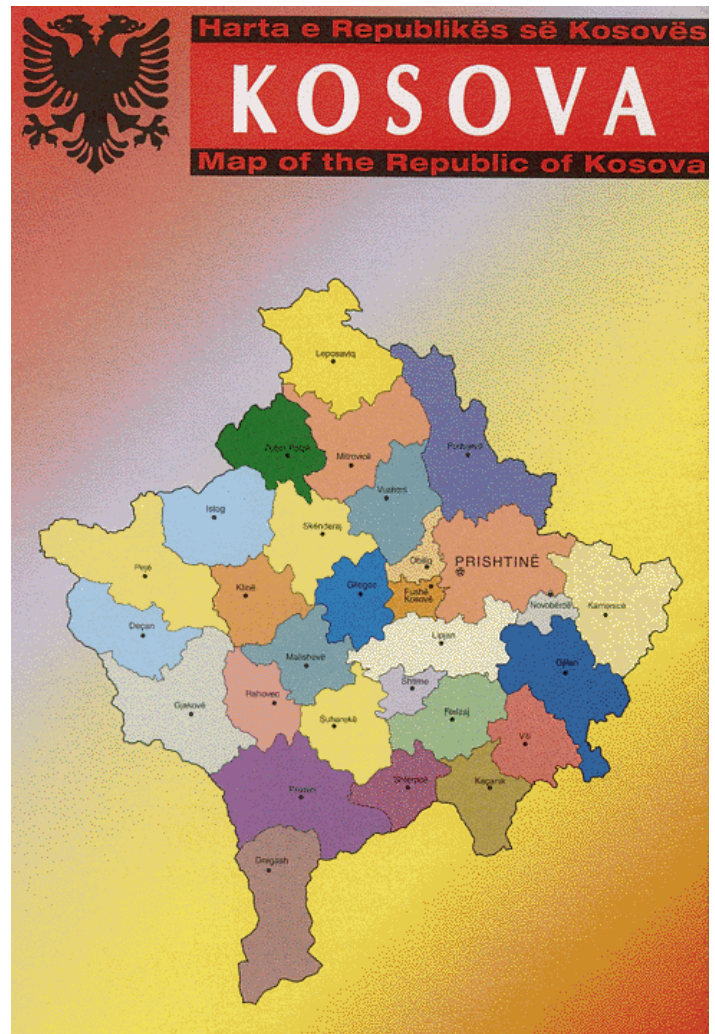 Harta e Republikës së Kosovës
KOSOVA
Map of the Republic of Kosova
Leposaviq
Zubin Potok
Mitrovicë
Podujevë
Vushtrri
Istog
Skënderaj
Obiliq
PRISHTINË
Pejë
Klinë
Gllogoc
Fushë
Kosovë
Novobërdë
Kamenicë
Deçan
Lipjan
Malishevë
Gjilan
Shtime
Rahovec
Gjakovë
Suharekë
Ferizaj
Viti
Prizren
Shterpcë
Kaçanik
Dragash